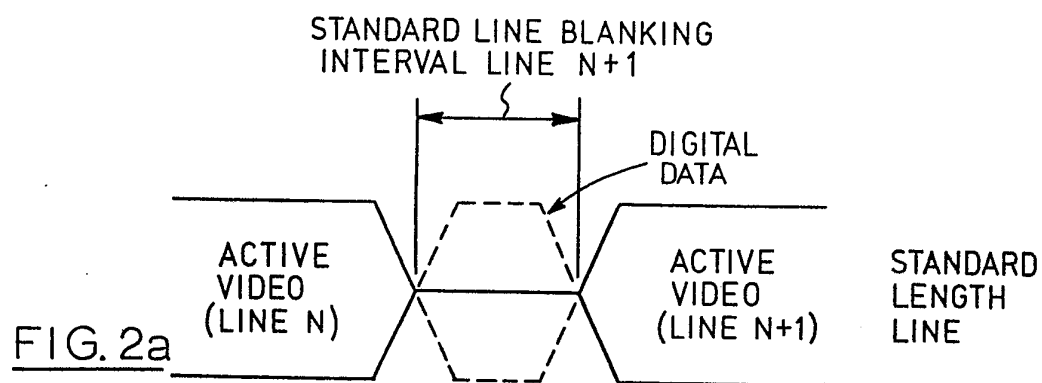 STANDARD LINE BLANKING
INTERVAL LINE N+1
DIGITAL
DATA
ACTIVE
VIDEO
(LINE N)
ACTIVE
VIDEO
(LINE N+1)
STANDARD
LENGTH
LINE
FIG. 2a